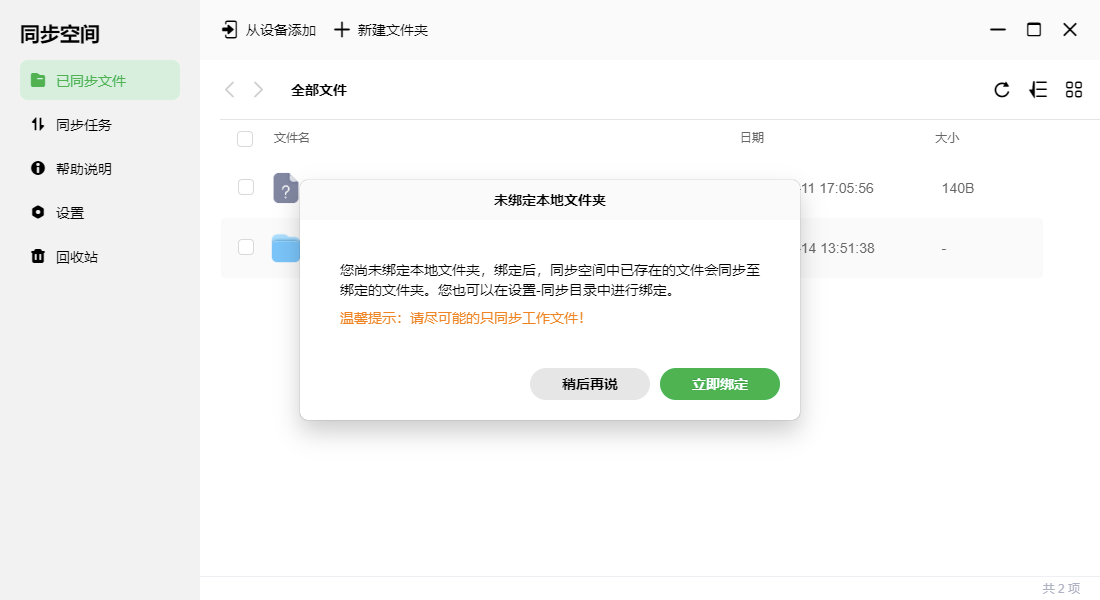 同步空间
从设备添加
新建文件夹
已同步文件
同步任务
帮助说明
设置
回收站
全部文件
文件名
日期
大小
?
11 17:05:56
140B
14 13:51:38
-
未绑定本地文件夹
您尚未绑定本地文件夹，绑定后，同步空间中已存在的文件会同步至
绑定的文件夹。您也可以在设置-同步目录中进行绑定。
温馨提示：请尽可能的只同步工作文件！
稍后再说
立即绑定
共 2 项